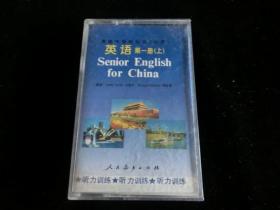 英语 第一册(上)
Senior English
for China
人民教育出版社
★听力训练★听力训练★听力训练★